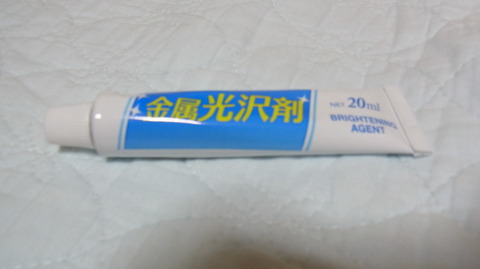 金属光沢剤
NET 20ml
BRIGHTENING
AGENT